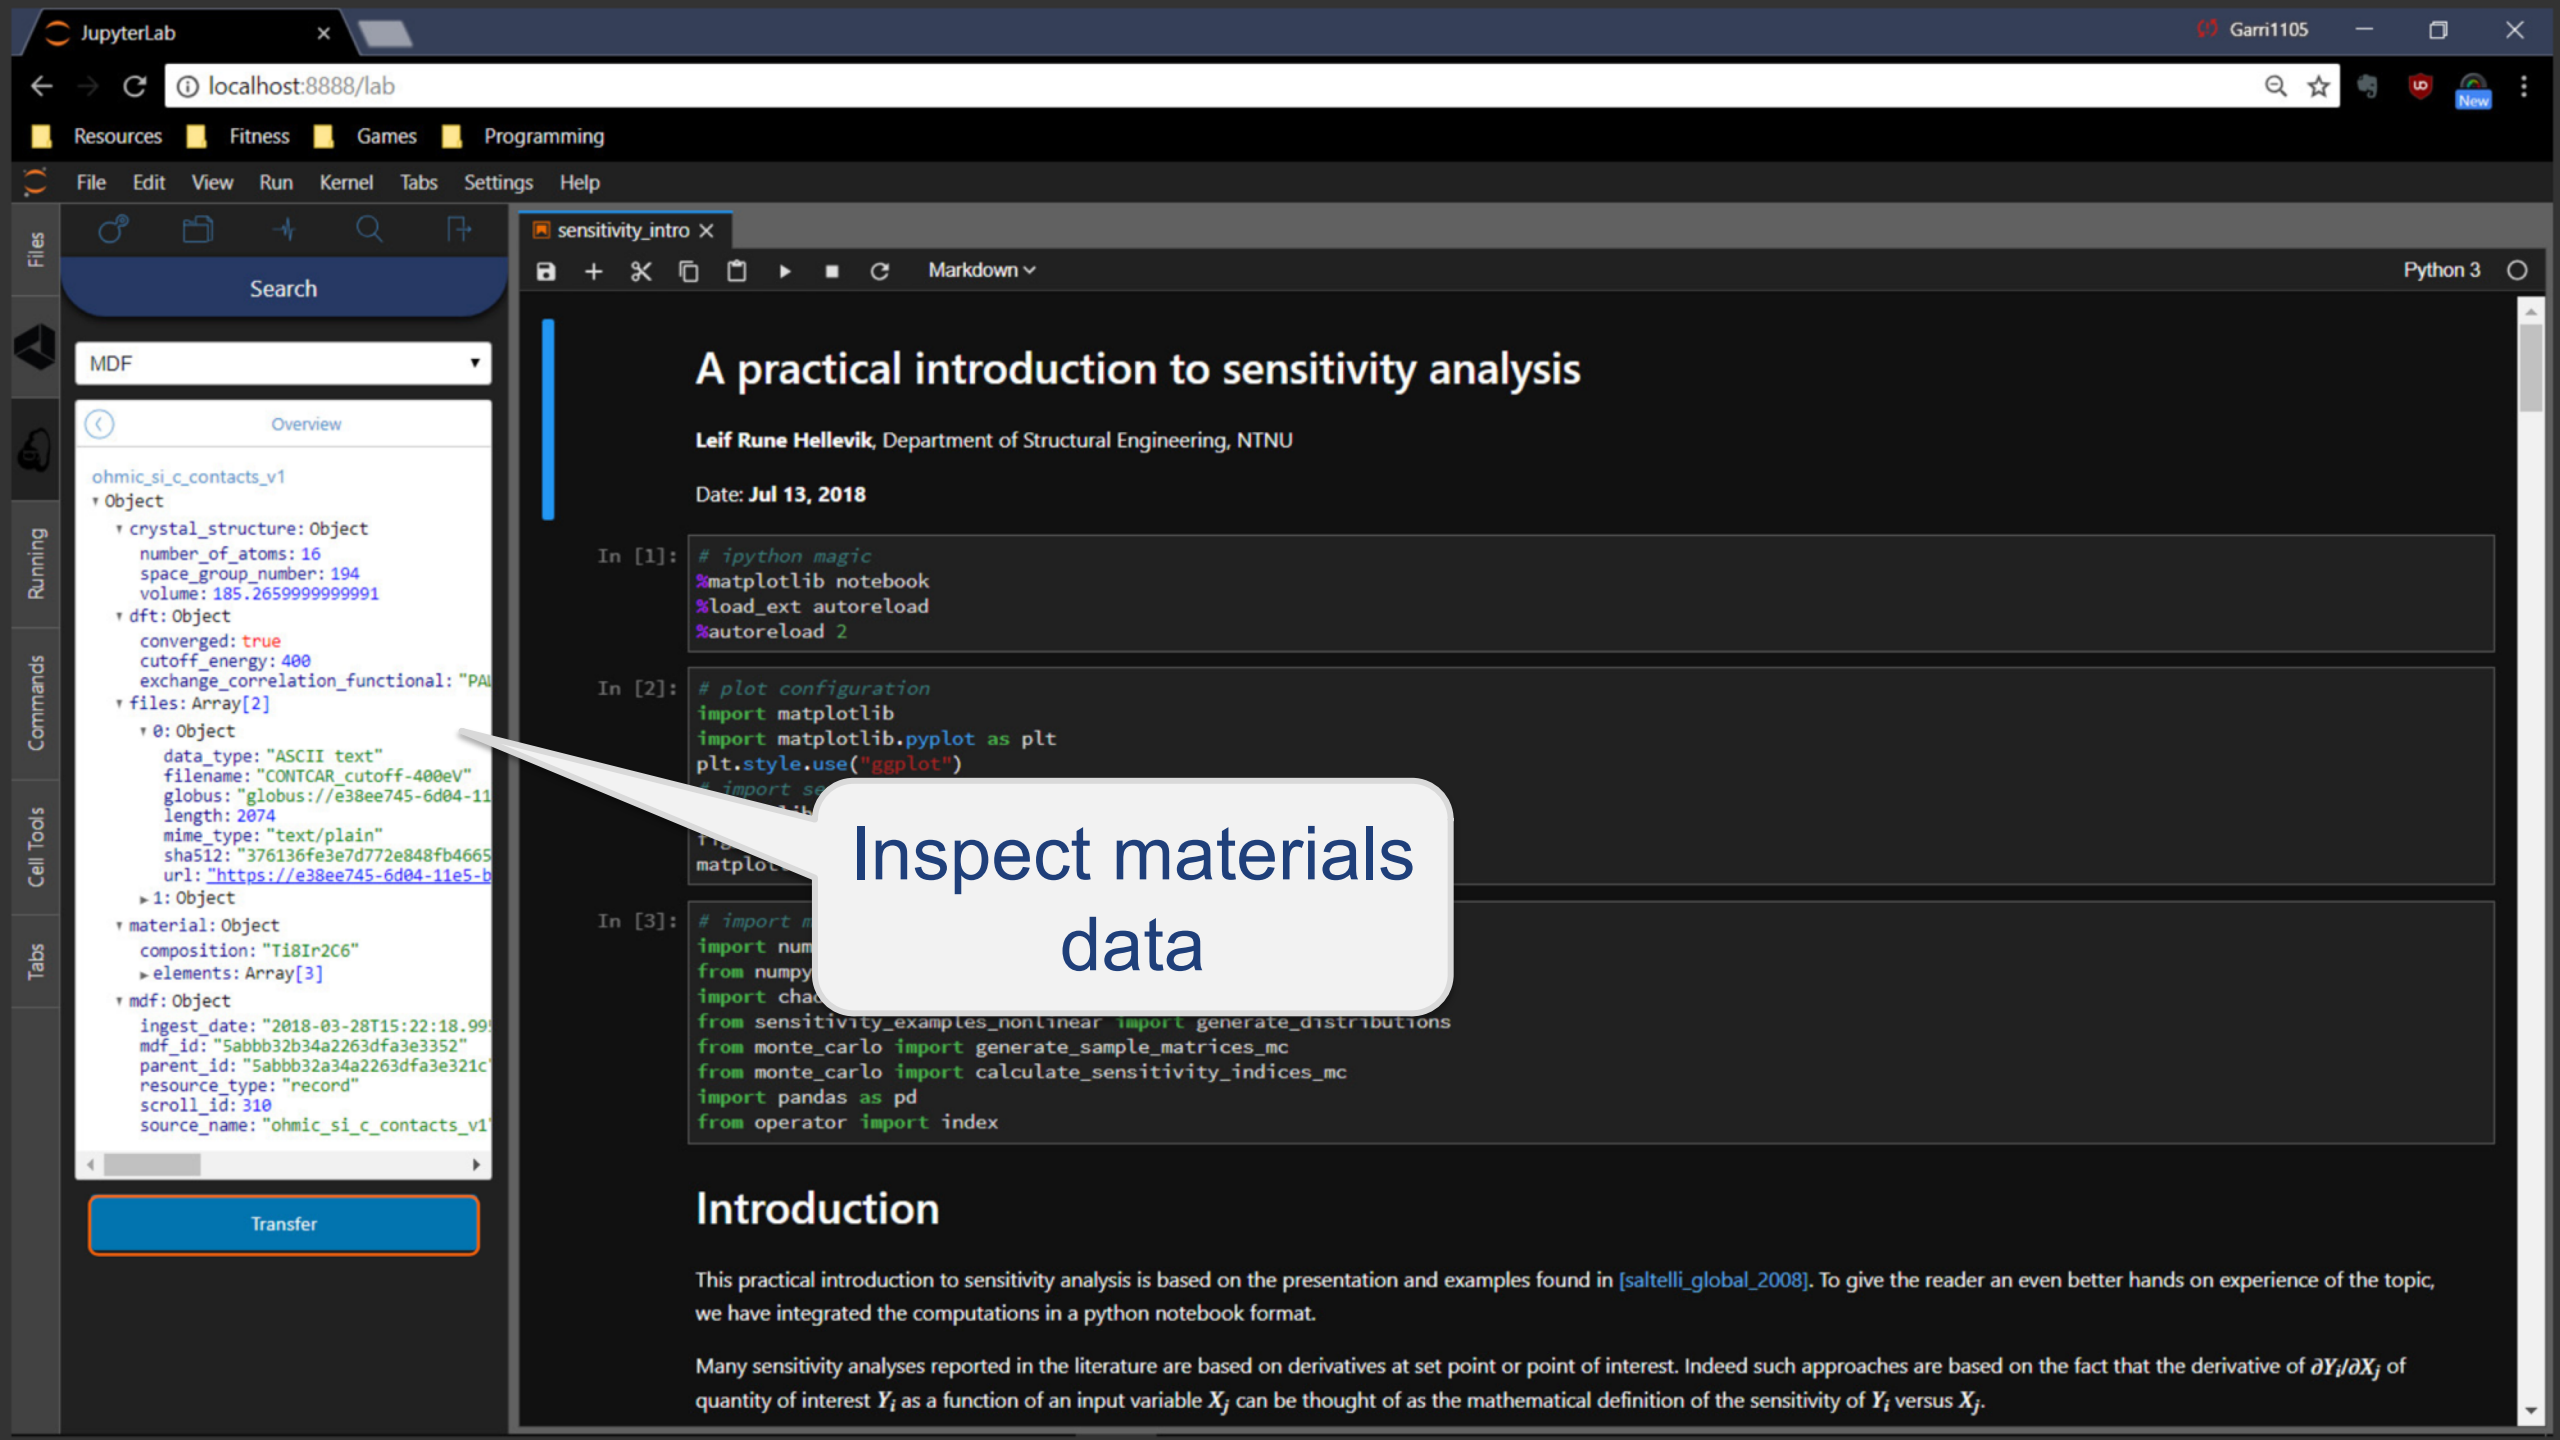 JupyterLab
Garri1105
localhost:8888/lab
New
Resources Fitness Games Programming
File Edit View Run Kernel Tabs Settings Help
Files
Running
Commands
Cell Tools
Tabs
Search
MDF
Overview
ohmic_si_c_contacts_v1
Object
crystal_structure: Object
number_of_atoms: 16
space_group_number: 194
volume: 185.2659999999991
dft: Object
converged: true
cutoff_energy: 400
exchange_correlation_functional: "PAW
files: Array[2]
0: Object
data_type: "ASCII text"
filename: "CONTCAR_cutoff-400eV"
globus: "globus://e38ee745-6d04-11
length: 2074
mime_type: "text/plain"
sha512: "376136fe3e7d772e848fb4665
url: "https://e38ee745-6d04-11e5-b
1: Object
material: Object
composition: "Ti8Ir2C6"
elements: Array[3]
mdf: Object
ingest_date: "2018-03-28T15:22:18.995
mdf_id: "5abbb32b34a2263dfa3e3352"
parent_id: "5abbb32a34a2263dfa3e321c"
resource_type: "record"
scroll_id: 310
source_name: "ohmic_si_c_contacts_v1"
Transfer
sensitivity_intro
Markdown
Python 3
A practical introduction to sensitivity analysis
Leif Rune Hellevik, Department of Structural Engineering, NTNU
Date: Jul 13, 2018
In [1]: # ipython magic
%matplotlib notebook
%load_ext autoreload
%autoreload 2
In [2]: # plot configuration
import matplotlib
import matplotlib.pyplot as plt
plt.style.use("ggplot")
# import se
matplot
In [3]: # import m
import num
from numpy
import chao
from sensitivity_examples_nonlinear import generate_distributions
from monte_carlo import generate_sample_matrices_mc
from monte_carlo import calculate_sensitivity_indices_mc
import pandas as pd
from operator import index
Inspect materials
data
Introduction
This practical introduction to sensitivity analysis is based on the presentation and examples found in [saltelli_global_2008]. To give the reader an even better hands on experience of the topic,
we have integrated the computations in a python notebook format.
Many sensitivity analyses reported in the literature are based on derivatives at set point or point of interest. Indeed such approaches are based on the fact that the derivative of ∂Yi/∂Xj of
quantity of interest Yi as a function of an input variable Xj can be thought of as the mathematical definition of the sensitivity of Yi versus Xj.